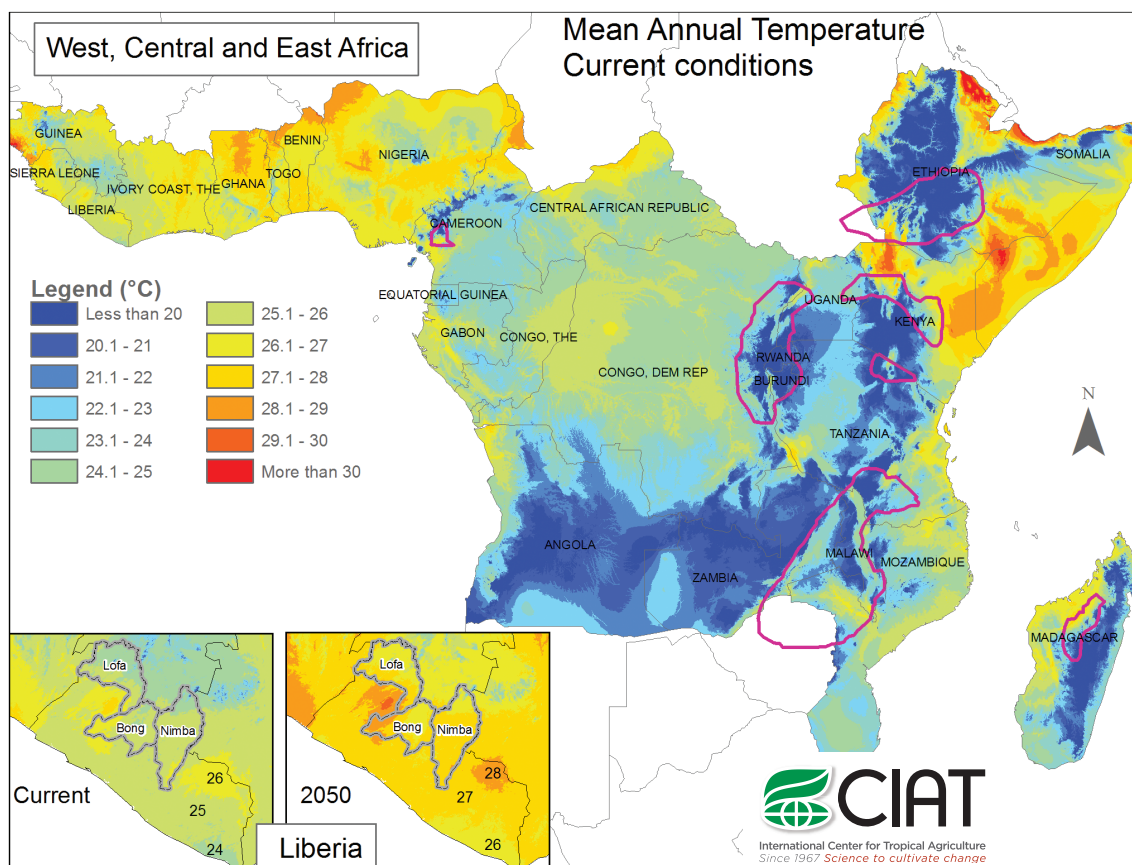 West, Central and East Africa
Mean Annual Temperature
Current conditions
GUINEA
SIERRA LEONE
LIBERIA
IVORY COAST, THE
GHANA
TOGO
BENIN
NIGERIA
CAMEROON
CENTRAL AFRICAN REPUBLIC
ETHIOPIA
SOMALIA
EQUATORIAL GUINEA
GABON
CONGO, THE
CONGO, DEM REP
UGANDA
KENYA
RWANDA
BURUNDI
TANZANIA
ANGOLA
ZAMBIA
MALAWI
MOZAMBIQUE
MADAGASCAR
N
Legend (°C)
Less than 20
20.1 - 21
21.1 - 22
22.1 - 23
23.1 - 24
24.1 - 25
25.1 - 26
26.1 - 27
27.1 - 28
28.1 - 29
29.1 - 30
More than 30
Lofa
Bong
Nimba
26
25
24
Current
Lofa
Bong
Nimba
28
27
26
2050
Liberia
CIAT
International Center for Tropical Agriculture
Since 1967 Science to cultivate change